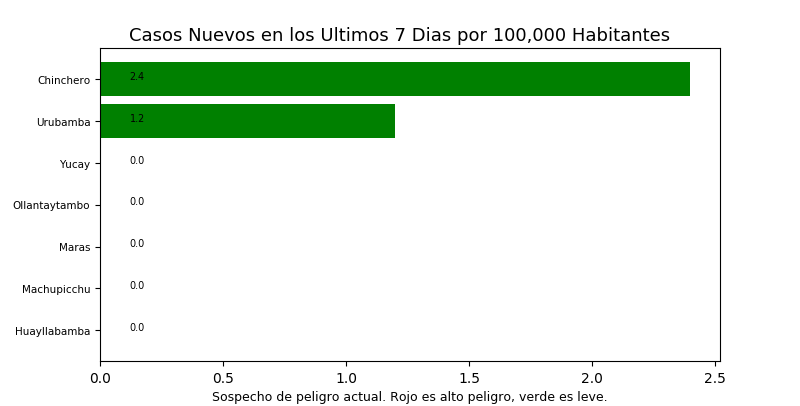 Casos Nuevos en los Ultimos 7 Dias por 100,000 Habitantes
Chinchero 2.4
Urubamba 1.2
Yucay 0.0
Ollantaytambo 0.0
Maras 0.0
Machupicchu 0.0
Huayllabamba 0.0
0.0 0.5 1.0 1.5 2.0 2.5
Sospecho de peligro actual. Rojo es alto peligro, verde es leve.